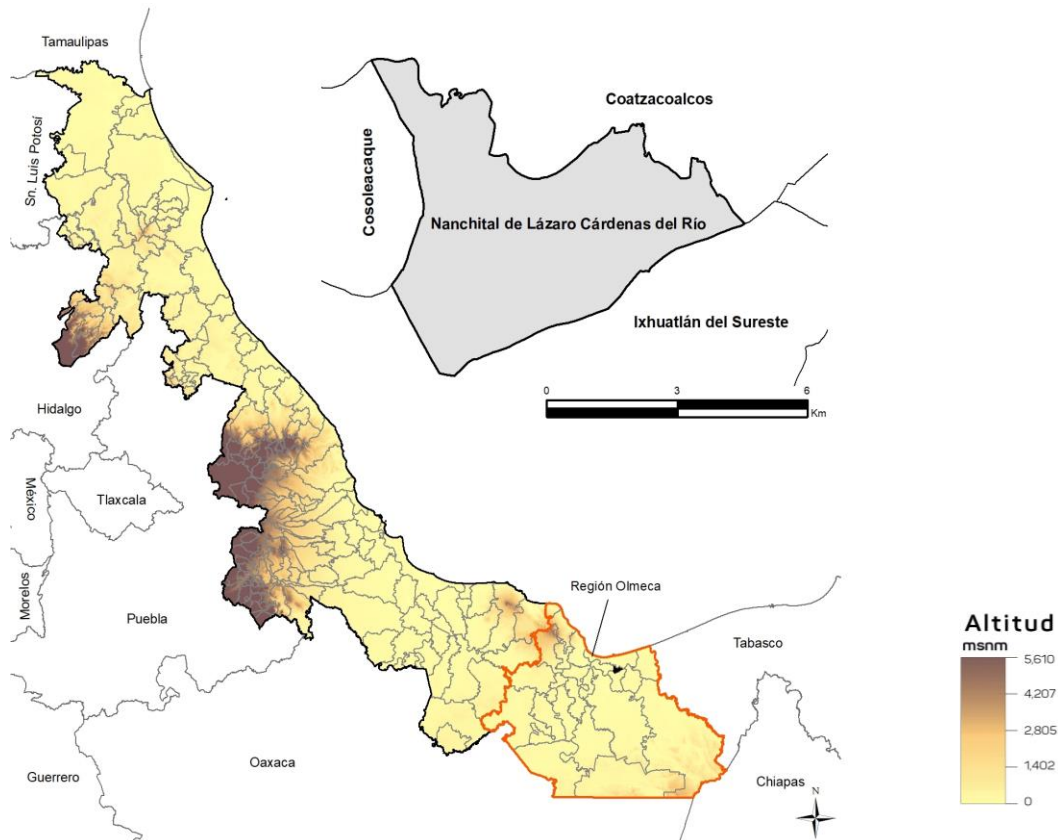 Tamaulipas
Sn. Luis Potosí
Coatzacoalcos
Cosoleacaque
Nanchital de Lázaro Cárdenas del Río
Ixhuatlán del Sureste
0 3 6
Km
Hidalgo
México
Tlaxcala
Morelos
Puebla
Región Olmeca
Tabasco
Altitud
msnm
5,610
4,207
2,805
1402
0
Guerrero
Oaxaca
Chiapas
N